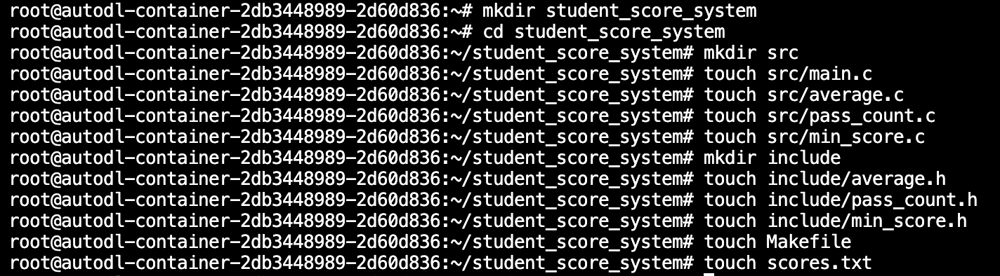 root@autodl-container-2db3448989-2d60d836:~# mkdir student_score_system
root@autodl-container-2db3448989-2d60d836:~# cd student_score_system
root@autodl-container-2db3448989-2d60d836:~/student_score_system# mkdir src
root@autodl-container-2db3448989-2d60d836:~/student_score_system# touch src/main.c
root@autodl-container-2db3448989-2d60d836:~/student_score_system# touch src/average.c
root@autodl-container-2db3448989-2d60d836:~/student_score_system# touch src/pass_count.c
root@autodl-container-2db3448989-2d60d836:~/student_score_system# touch src/min_score.c
root@autodl-container-2db3448989-2d60d836:~/student_score_system# mkdir include
root@autodl-container-2db3448989-2d60d836:~/student_score_system# touch include/average.h
root@autodl-container-2db3448989-2d60d836:~/student_score_system# touch include/pass_count.h
root@autodl-container-2db3448989-2d60d836:~/student_score_system# touch include/min_score.h
root@autodl-container-2db3448989-2d60d836:~/student_score_system# touch Makefile
root@autodl-container-2db3448989-2d60d836:~/student_score_system# touch scores.txt